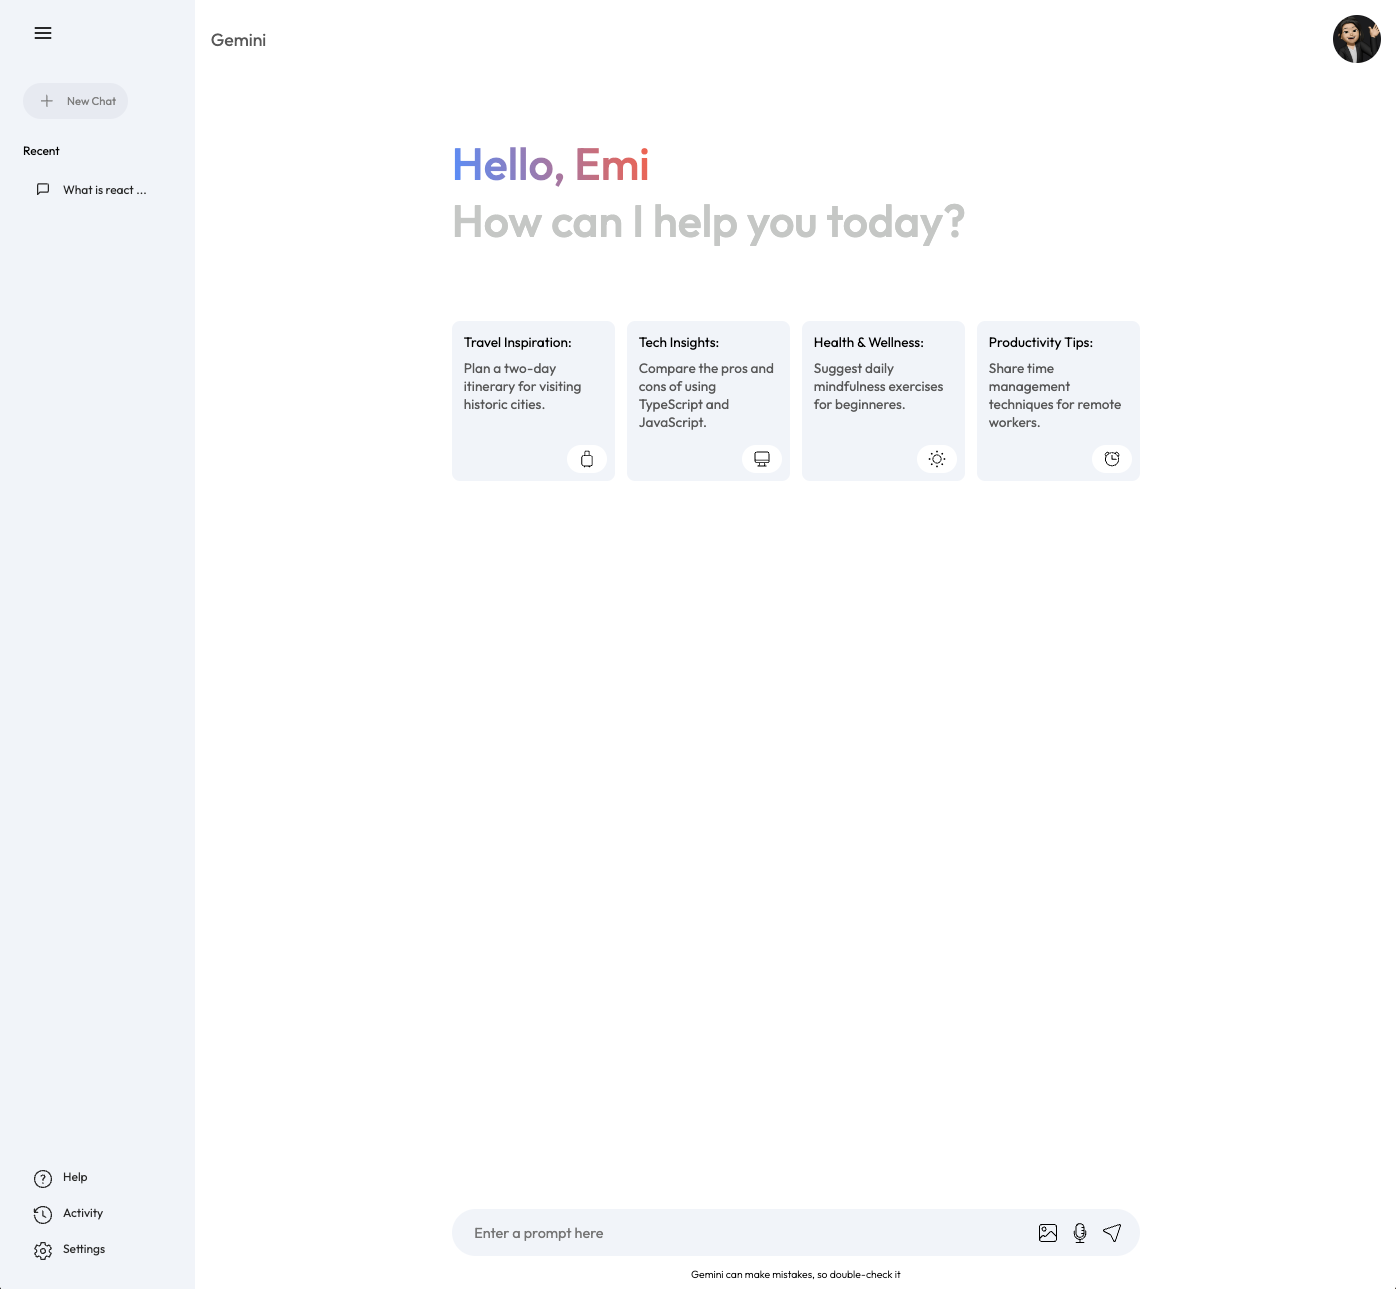 Gemini
New Chat
Recent
What is react ...
Hello, Emi
How can I help you today?
Travel Inspiration:
Plan a two-day
itinerary for visiting
historic cities.
Tech Insights:
Compare the pros and
cons of using
TypeScript and
JavaScript.
Health & Wellness:
Suggest daily
mindfulness exercises
for beginneres.
Productivity Tips:
Share time
management
techniques for remote
workers.
Help
Activity
Settings
Enter a prompt here
Gemini can make mistakes, so double-check it